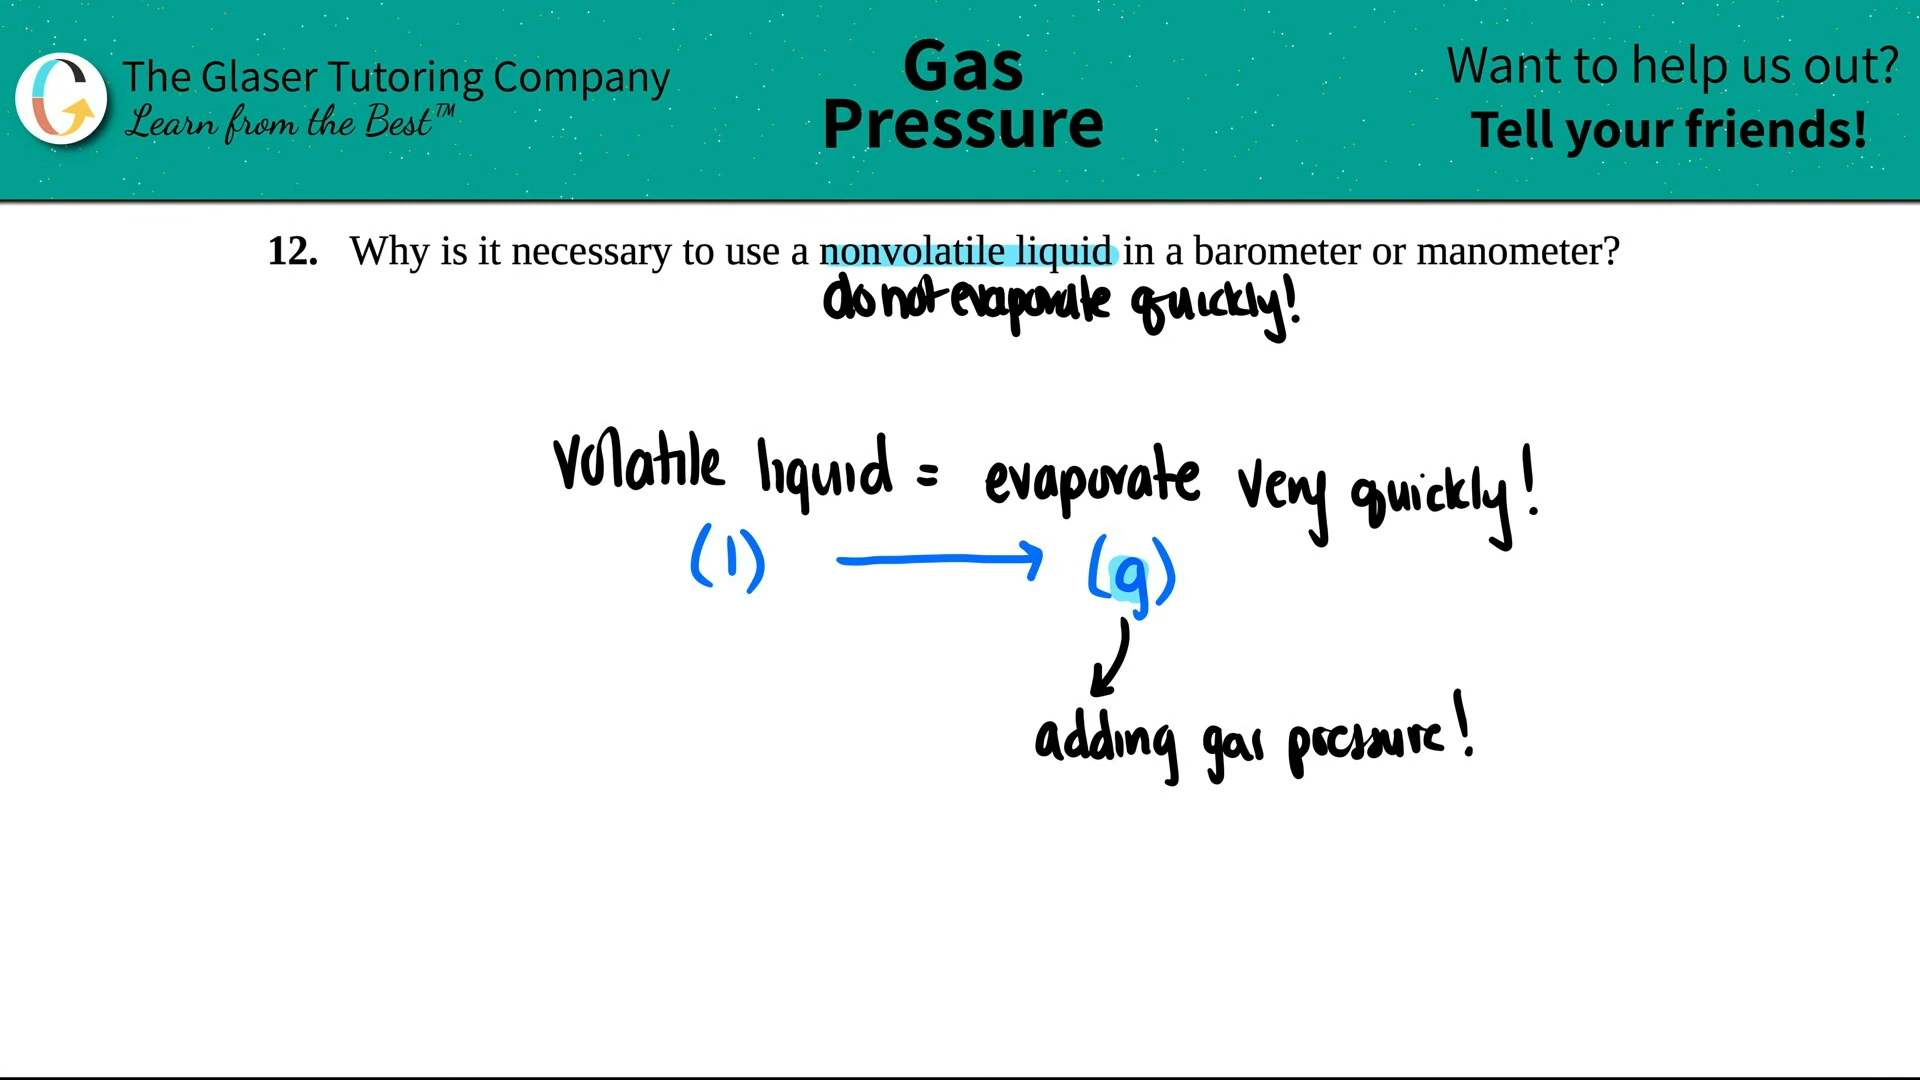 The Glaser Tutoring Company
Learn from the Best™
Gas
Pressure
Want to help us out?
Tell your friends!
12. Why is it necessary to use a nonvolatile liquid in a barometer or manometer?
do not evaporate quickly!
volatile liquid = evaporate very quickly!
(l) → (g)
adding gas pressure!